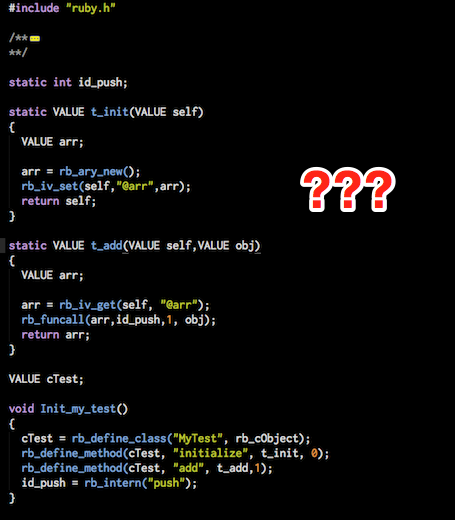 #include "ruby.h"
/**…
**/
static int id_push;
static VALUE t_init(VALUE self)
{
  VALUE arr;
  arr = rb_ary_new();
  rb_iv_set(self,"@arr",arr);
  return self;
}
???
static VALUE t_add(VALUE self,VALUE obj)
{
  VALUE arr;
  arr = rb_iv_get(self, "@arr");
  rb_funcall(arr,id_push,1, obj);
  return arr;
}
VALUE cTest;
void Init_my_test()
{
  cTest = rb_define_class("MyTest", rb_cObject);
  rb_define_method(cTest, "initialize", t_init, 0);
  rb_define_method(cTest, "add", t_add,1);
  id_push = rb_intern("push");
}